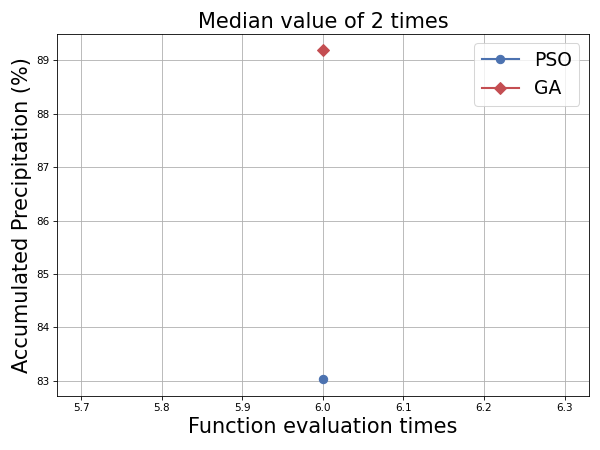 Median value of 2 times
Accumulated Precipitation (%)
89
88
87
86
85
84
83
PSO
GA
5.7 5.8 5.9 6.0 6.1 6.2 6.3
Function evaluation times